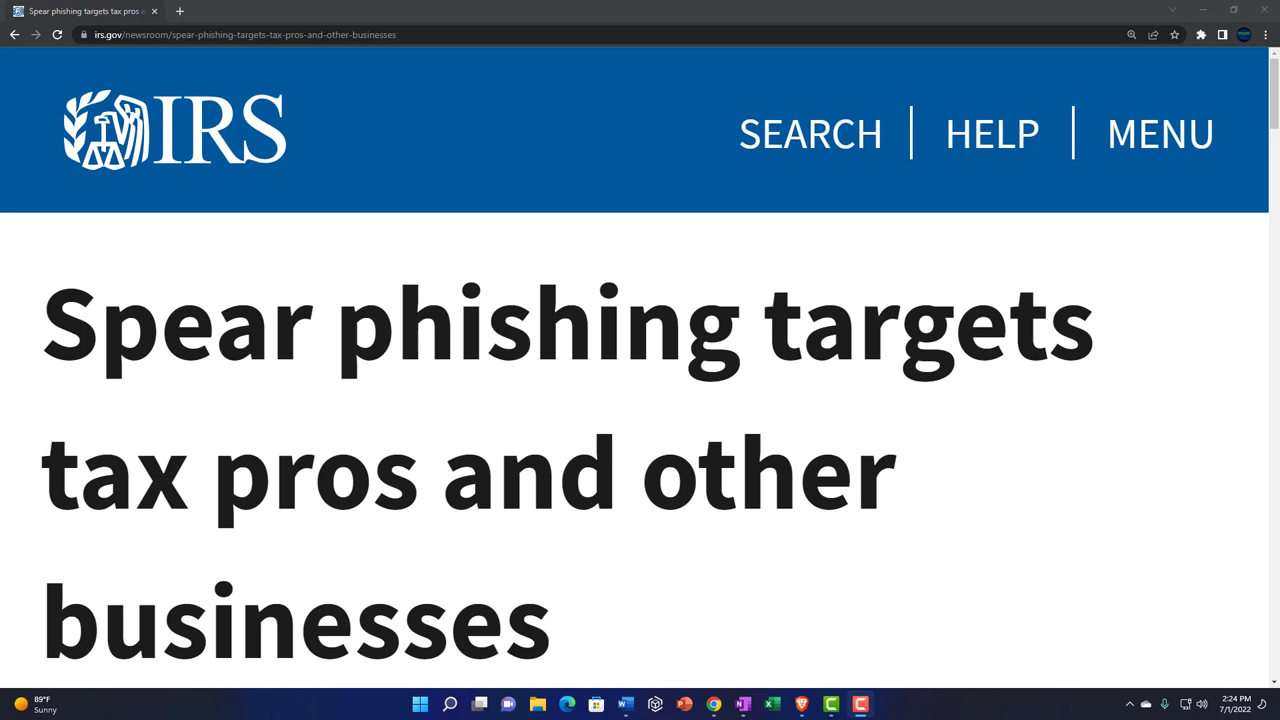 Spear phishing targets tax pros a
irs.gov/newsroom/spear-phishing-targets-tax-pros-and-other-businesses
IRS
SEARCH
HELP
MENU
Spear phishing targets
tax pros and other
businesses
89°F
Sunny
2:24 PM
7/1/2022